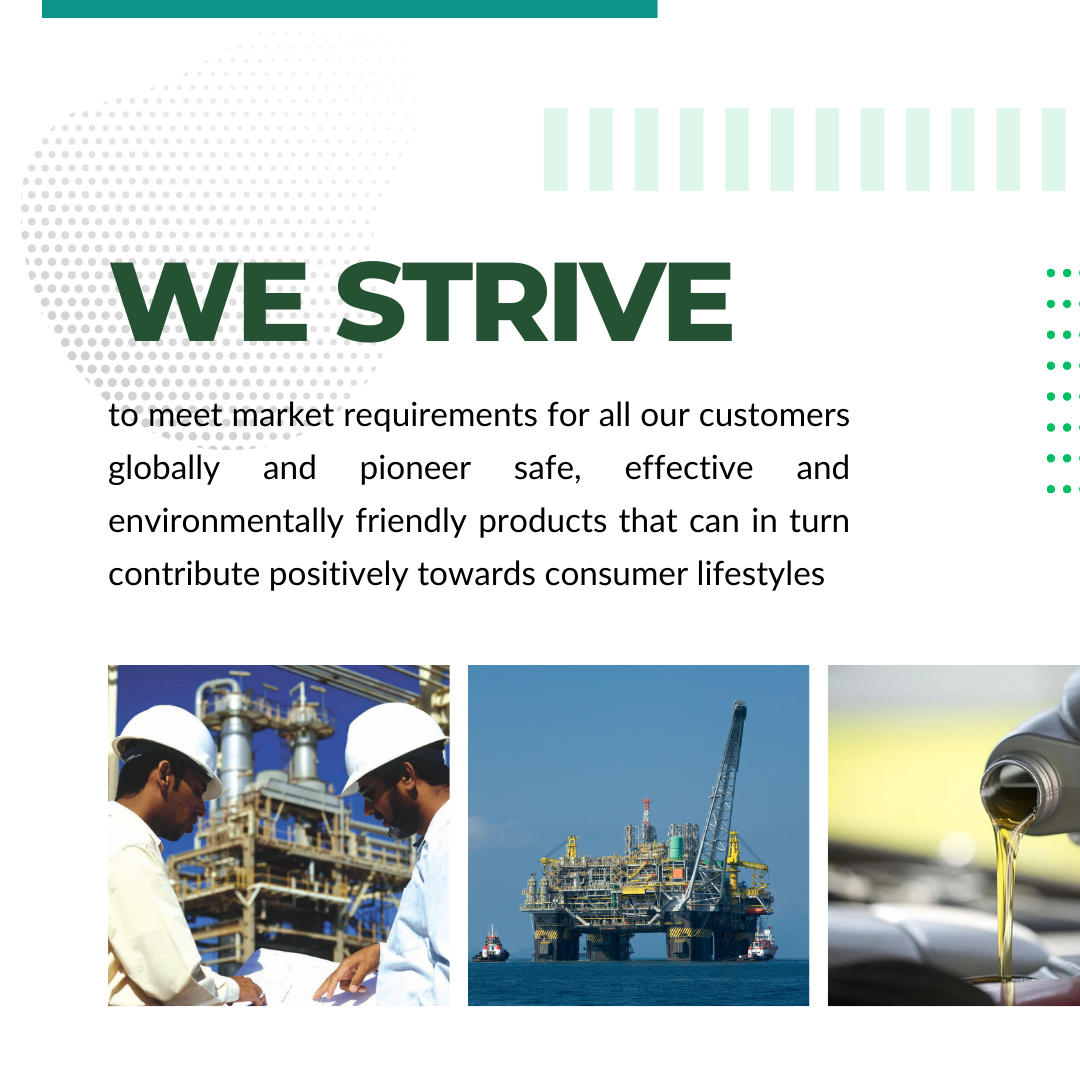 WE STRIVE
to meet market requirements for all our customers
globally and pioneer safe, effective and
environmentally friendly products that can in turn
contribute positively towards consumer lifestyles